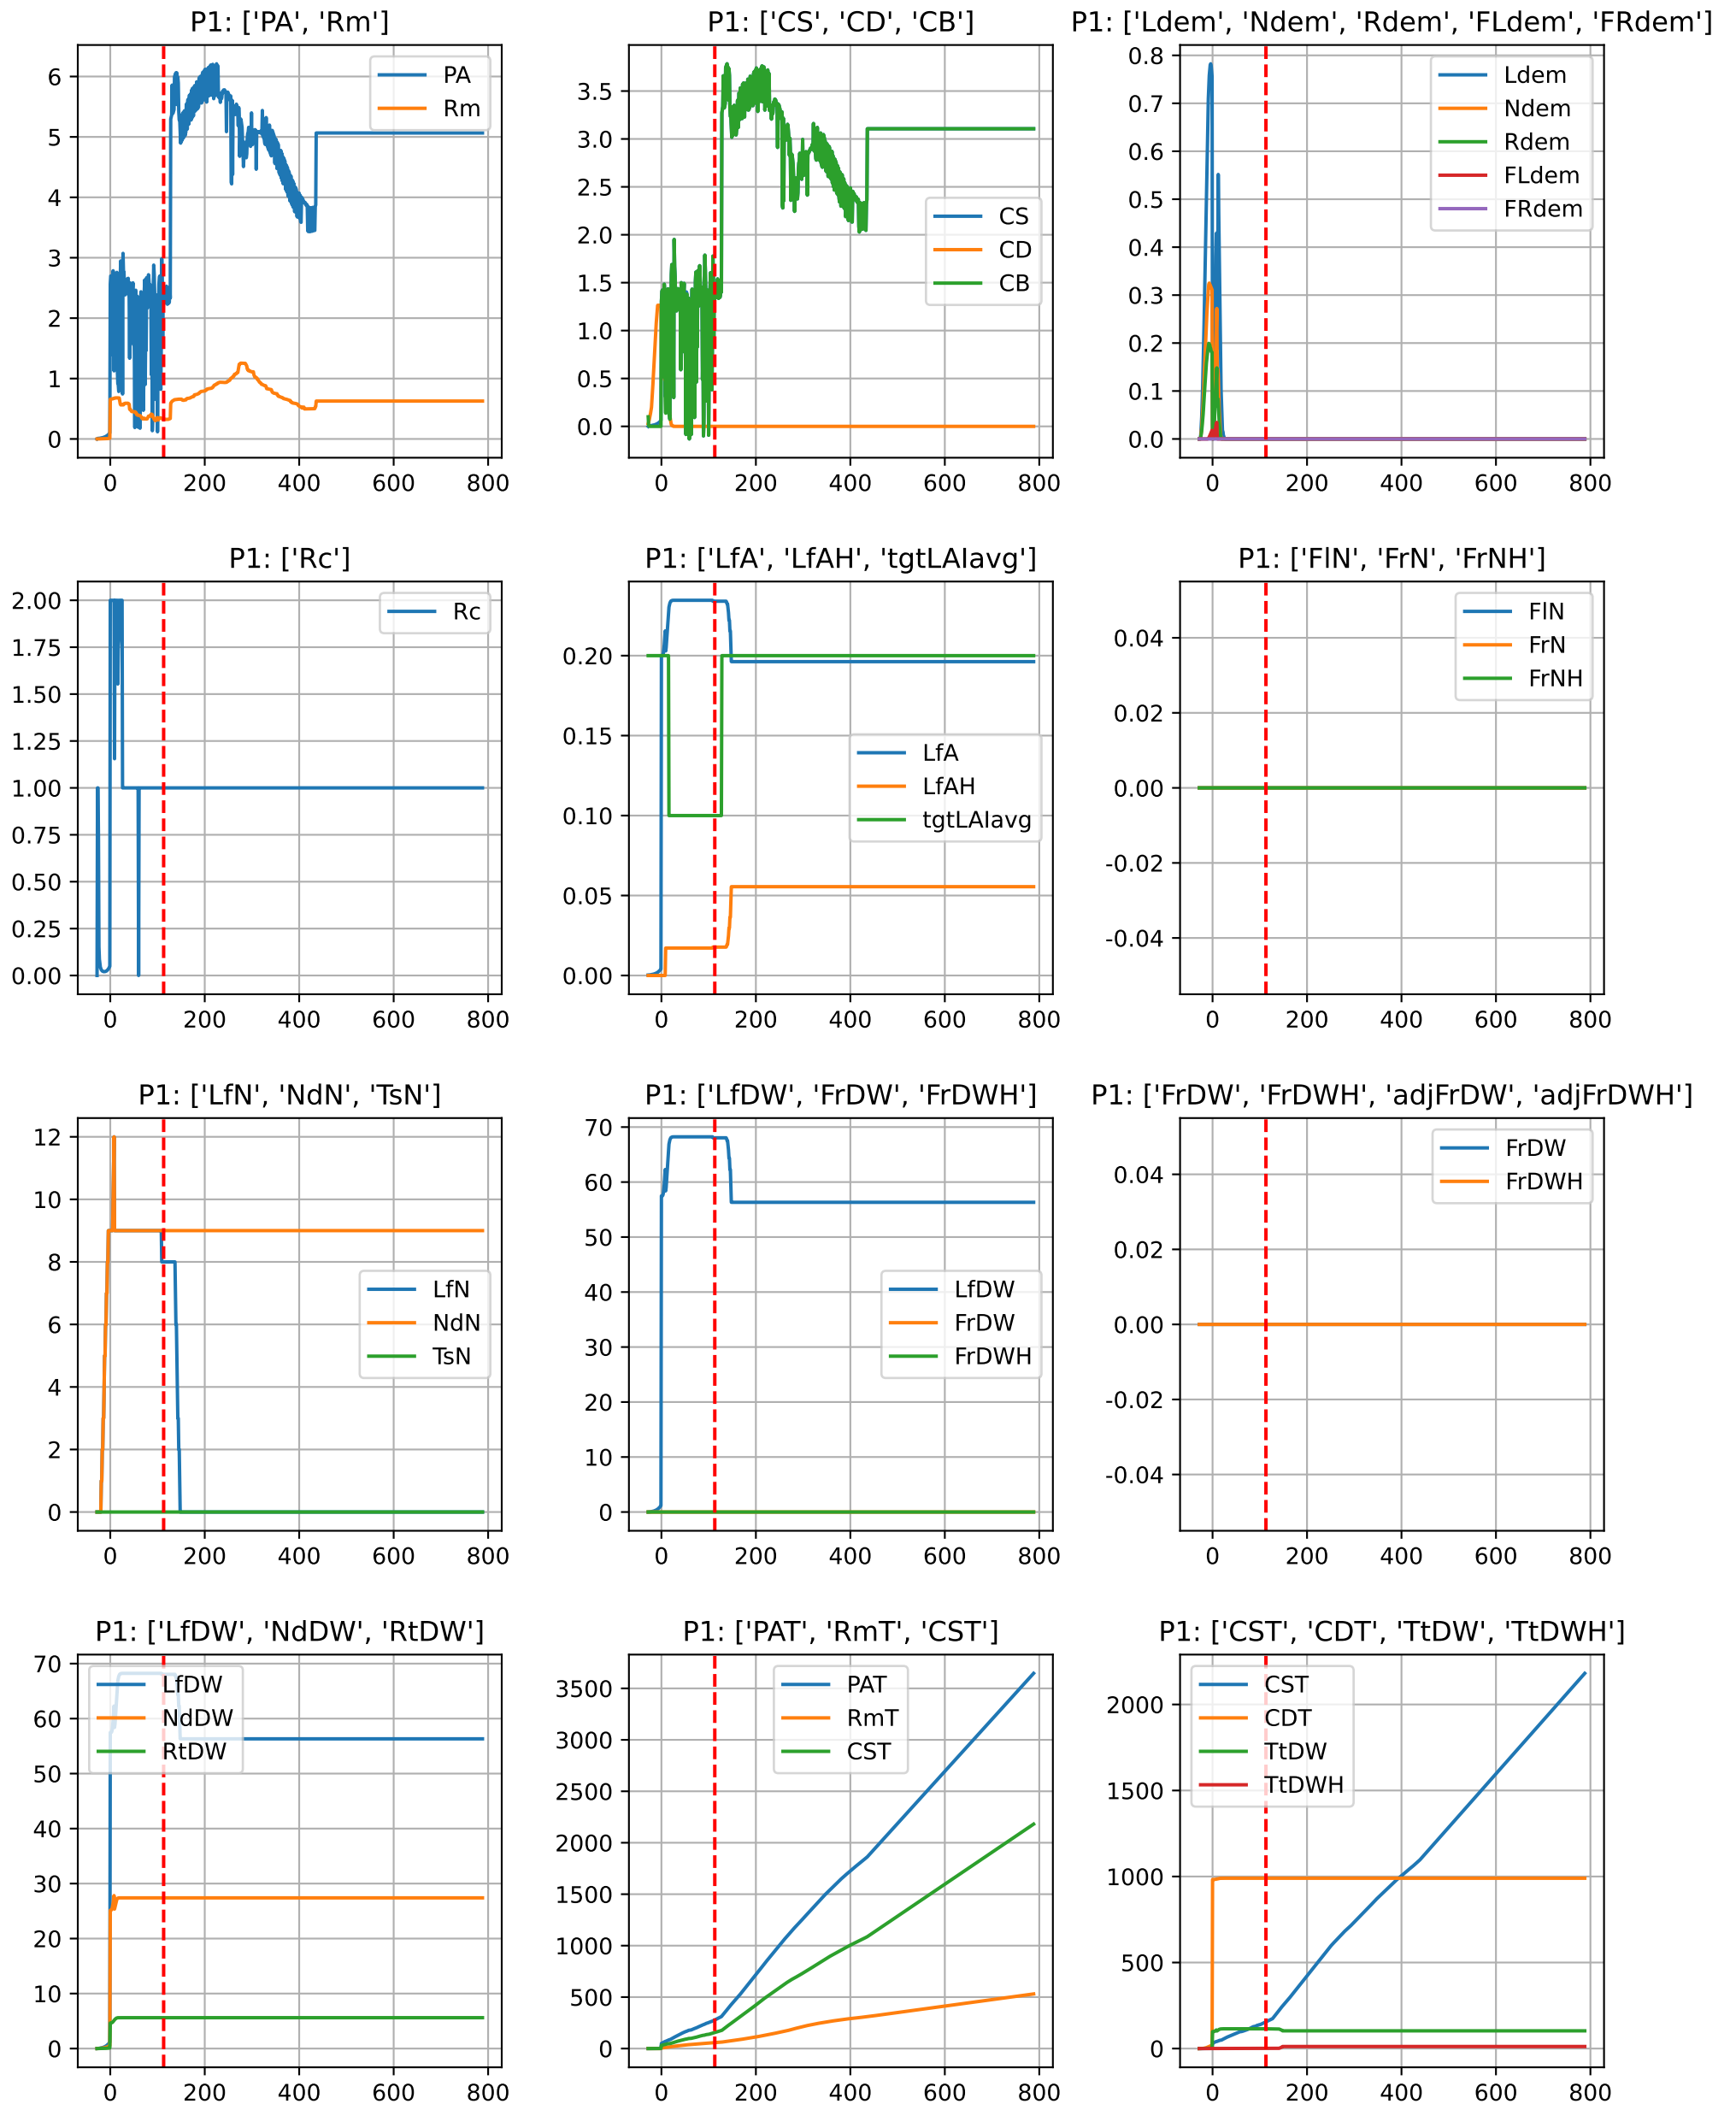 P1: ['PA', 'Rm']
6
5
4
3
2
1
0
PA
Rm
0 200 400 600 800
P1: ['CS', 'CD', 'CB']
3.5
3.0
2.5
2.0
1.5
1.0
0.5
0.0
CS
CD
CB
0 200 400 600 800
P1: ['Ldem', 'Ndem', 'Rdem', 'FLdem', 'FRdem']
0.8
0.7
0.6
0.5
0.4
0.3
0.2
0.1
0.0
Ldem
Ndem
Rdem
FLdem
FRdem
0 200 400 600 800
P1: ['Rc']
2.00
1.75
1.50
1.25
1.00
0.75
0.50
0.25
0.00
Rc
0 200 400 600 800
P1: ['LfA', 'LfAH', 'tgtLAIavg']
0.20
0.15
0.10
0.05
0.00
LfA
LfAH
tgtLAIavg
0 200 400 600 800
P1: ['FlN', 'FrN', 'FrNH']
0.04
0.02
0.00
-0.02
-0.04
FlN
FrN
FrNH
0 200 400 600 800
P1: ['LfN', 'NdN', 'TsN']
12
10
8
6
4
2
0
LfN
NdN
TsN
0 200 400 600 800
P1: ['LfDW', 'FrDW', 'FrDWH']
70
60
50
40
30
20
10
0
LfDW
FrDW
FrDWH
0 200 400 600 800
P1: ['FrDW', 'FrDWH', 'adjFrDW', 'adjFrDWH']
0.04
0.02
0.00
-0.02
-0.04
FrDW
FrDWH
0 200 400 600 800
P1: ['LfDW', 'NdDW', 'RtDW']
70
60
50
40
30
20
10
0
LfDW
NdDW
RtDW
0 200 400 600 800
P1: ['PAT', 'RmT', 'CST']
3500
3000
2500
2000
1500
1000
500
0
PAT
RmT
CST
0 200 400 600 800
P1: ['CST', 'CDT', 'TtDW', 'TtDWH']
2000
1500
1000
500
0
CST
CDT
TtDW
TtDWH
0 200 400 600 800